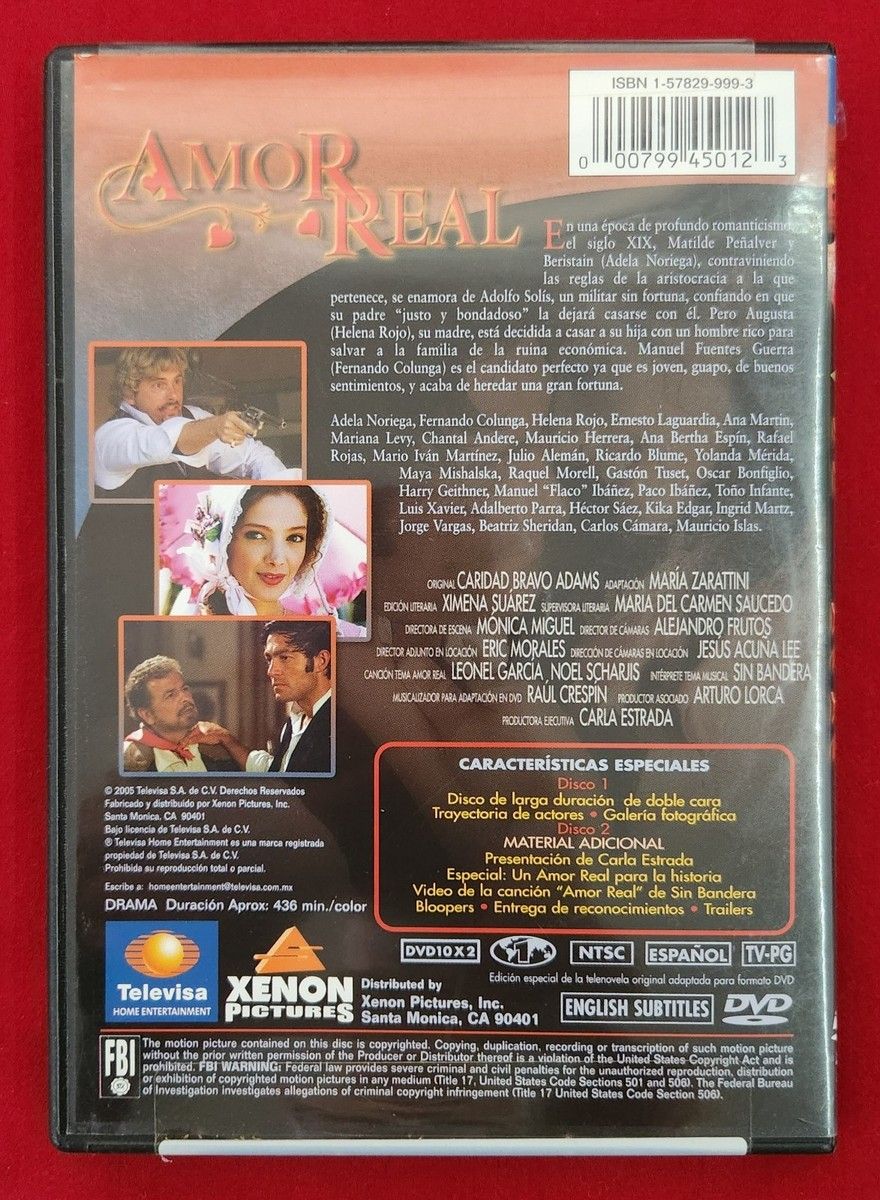 ISBN 1-57829-999-3
0 00799 45012 3
AMOR
REAL
En una época de profundo romanticismo,
el siglo XIX, Matilde Peñalver y
Beristain (Adela Noriega), contraviniendo
las reglas de la aristocracia a la que
pertenece, se enamora de Adolfo Solís, un militar sin fortuna, confiando en que
su padre “justo y bondadoso” la dejará casarse con él. Pero Augusta
(Helena Rojo), su madre, está decidida a casar a su hija con un hombre rico para
salvar a la familia de la ruina económica. Manuel Fuentes Guerra
(Fernando Colunga) es el candidato perfecto ya que es joven, guapo, de buenos
sentimientos, y acaba de heredar una gran fortuna.
Adela Noriega, Fernando Colunga, Helena Rojo, Ernesto Laguardia, Ana Martin,
Mariana Levy, Chantal Andere, Mauricio Herrera, Ana Bertha Espín, Rafael
Rojas, Mario Iván Martínez, Julio Alemán, Ricardo Blume, Yolanda Mérida,
Maya Mishalska, Raquel Morell, Gastón Tuset, Oscar Bonfiglio,
Harry Geithner, Manuel “Flaco” Ibáñez, Paco Ibáñez, Toño Infante,
Luis Xavier, Adalberto Parra, Héctor Sáez, Kika Edgar, Ingrid Martz,
Jorge Vargas, Beatriz Sheridan, Carlos Cámara, Mauricio Islas.
ORIGINAL CARIDAD BRAVO ADAMS ADAPTACIÓN MARÍA ZARATTINI
EDICIÓN LITERARIA XIMENA SUÁREZ SUPERVISORA LITERARIA MARIA DEL CARMEN SAUCEDO
DIRECTORA DE ESCENA MÓNICA MIGUEL DIRECTOR DE CÁMARAS ALEJANDRO FRUTOS
DIRECTOR ADJUNTO EN LOCACIÓN ERIC MORALES DIRECCIÓN DE CÁMARAS EN LOCACIÓN JESÚS ACUÑA LEE
CANCIÓN TEMA AMOR REAL LEONEL GARCÍA, NOEL SCHARJIS INTÉRPRETE TEMA MUSICAL SIN BANDERA
MUSICALIZADOR PARA ADAPTACIÓN EN DVD RAÚL CRESPÍN PRODUCTOR ASOCIADO ARTURO LORCA
PRODUCTORA EJECUTIVA CARLA ESTRADA
CARACTERÍSTICAS ESPECIALES
Disco 1
Disco de larga duración de doble cara
Trayectoria de actores • Galería fotográfica
Disco 2
MATERIAL ADICIONAL
Presentación de Carla Estrada
Especial: Un Amor Real para la historia
Video de la canción “Amor Real” de Sin Bandera
Bloopers • Entrega de reconocimientos • Trailers
© 2005 Televisa S.A. de C.V. Derechos Reservados
Fabricado y distribuido por Xenon Pictures, Inc.
Santa Monica, CA 90401
Bajo licencia de Televisa S.A. de C.V.
® Televisa Home Entertainment es una marca registrada
propiedad de Televisa S.A. de C.V.
Prohibida su reproducción total o parcial.
Escribe a: homeentertainment@televisa.com.mx
DRAMA Duración Aprox: 436 min./color
Televisa
HOME ENTERTAINMENT
XENON
PICTURES
Distributed by
Xenon Pictures, Inc.
Santa Monica, CA 90401
DVD10 X 2 1 NTSC ESPAÑOL TV-PG
Edición especial de la telenovela original adaptada para formato DVD
ENGLISH SUBTITLES DVD
FBI
The motion picture contained on this disc is copyrighted. Copying, duplication, recording or transcription of such motion picture
without the prior written permission of the Producer or Distributor thereof is a violation of the United States Copyright Act and is
prohibited. FBI WARNING: Federal law provides severe criminal and civil penalties for the unauthorized reproduction, distribution
or exhibition of copyrighted motion pictures in any medium (Title 17, United States Code Sections 501 and 506). The Federal Bureau
of Investigation investigates allegations of criminal copyright infringement (Title 17 United States Code Section 506).